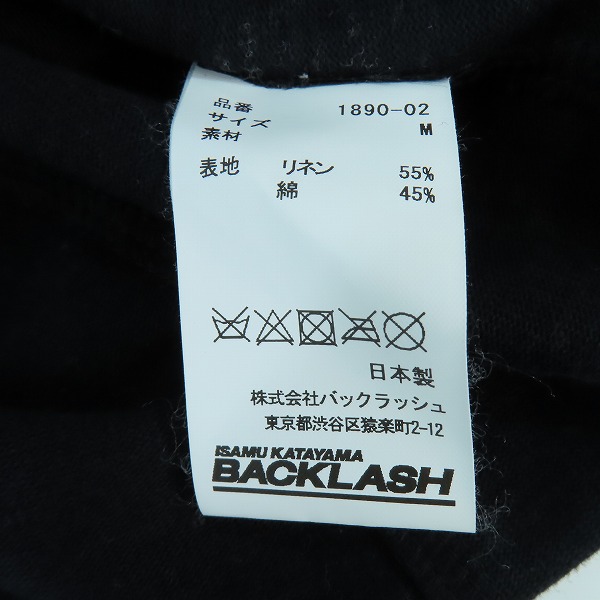 品番 1890-02
サイズ M
素材
表地 リネン 55%
綿 45%
日本製
株式会社バックラッシュ
東京都渋谷区猿楽町2-12
ISAMU KATAYAMA
BACKLASH